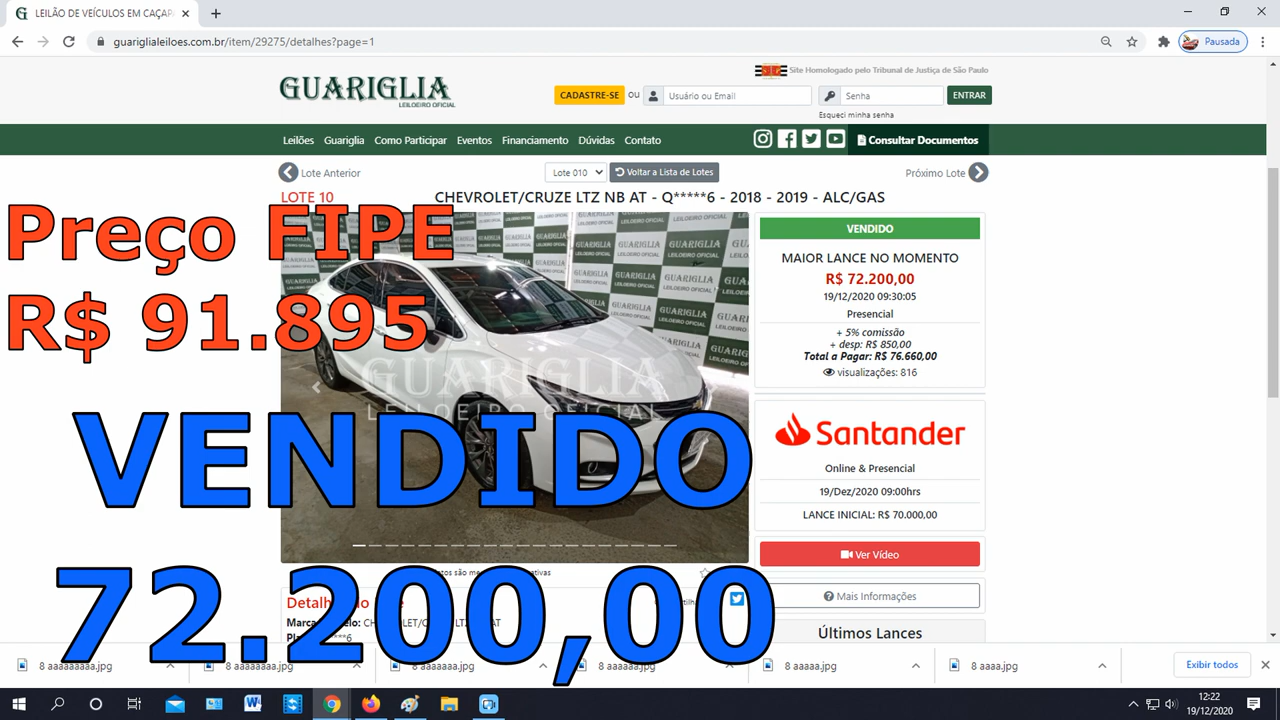 LEILÃO DE VEÍCULOS EM CAÇAP
guariglialeiloes.com.br/item/29275/detalhes?page=1
Pausada
GUARIGLIA
LEILOEIRO OFICIAL
Site Homologado pelo Tribunal de Justiça de São Paulo
CADASTRE-SE ou Usuário ou Email Senha ENTRAR
Esqueci minha senha
Leilões Guariglia Como Participar Eventos Financiamento Dúvidas Contato Consultar Documentos
Lote Anterior Lote 010 Voltar a Lista de Lotes Próximo Lote
LOTE 10 CHEVROLET/CRUZE LTZ NB AT - Q*****6 - 2018 - 2019 - ALC/GAS
Preço FIPE
R$ 91.895
VENDIDO
72.200,00
GUARIGLIA
LEILOEIRO OFICIAL
VENDIDO
MAIOR LANCE NO MOMENTO
R$ 72.200,00
19/12/2020 09:30:05
Presencial
+ 5% comissão
+ desp: R$ 850,00
Total a Pagar: R$ 76.660,00
visualizações: 816
Santander
Online & Presencial
19/Dez/2020 09:00hrs
LANCE INICIAL: R$ 70.000,00
Ver Vídeo
Mais Informações
Últimos Lances
8 aaaaaaaa.jpg 8 aaaaaaa.jpg 8 aaaaaaa.jpg 8 aaaaaa.jpg 8 aaaaa.jpg 8 aaaa.jpg Exibir todos
12:22
19/12/2020